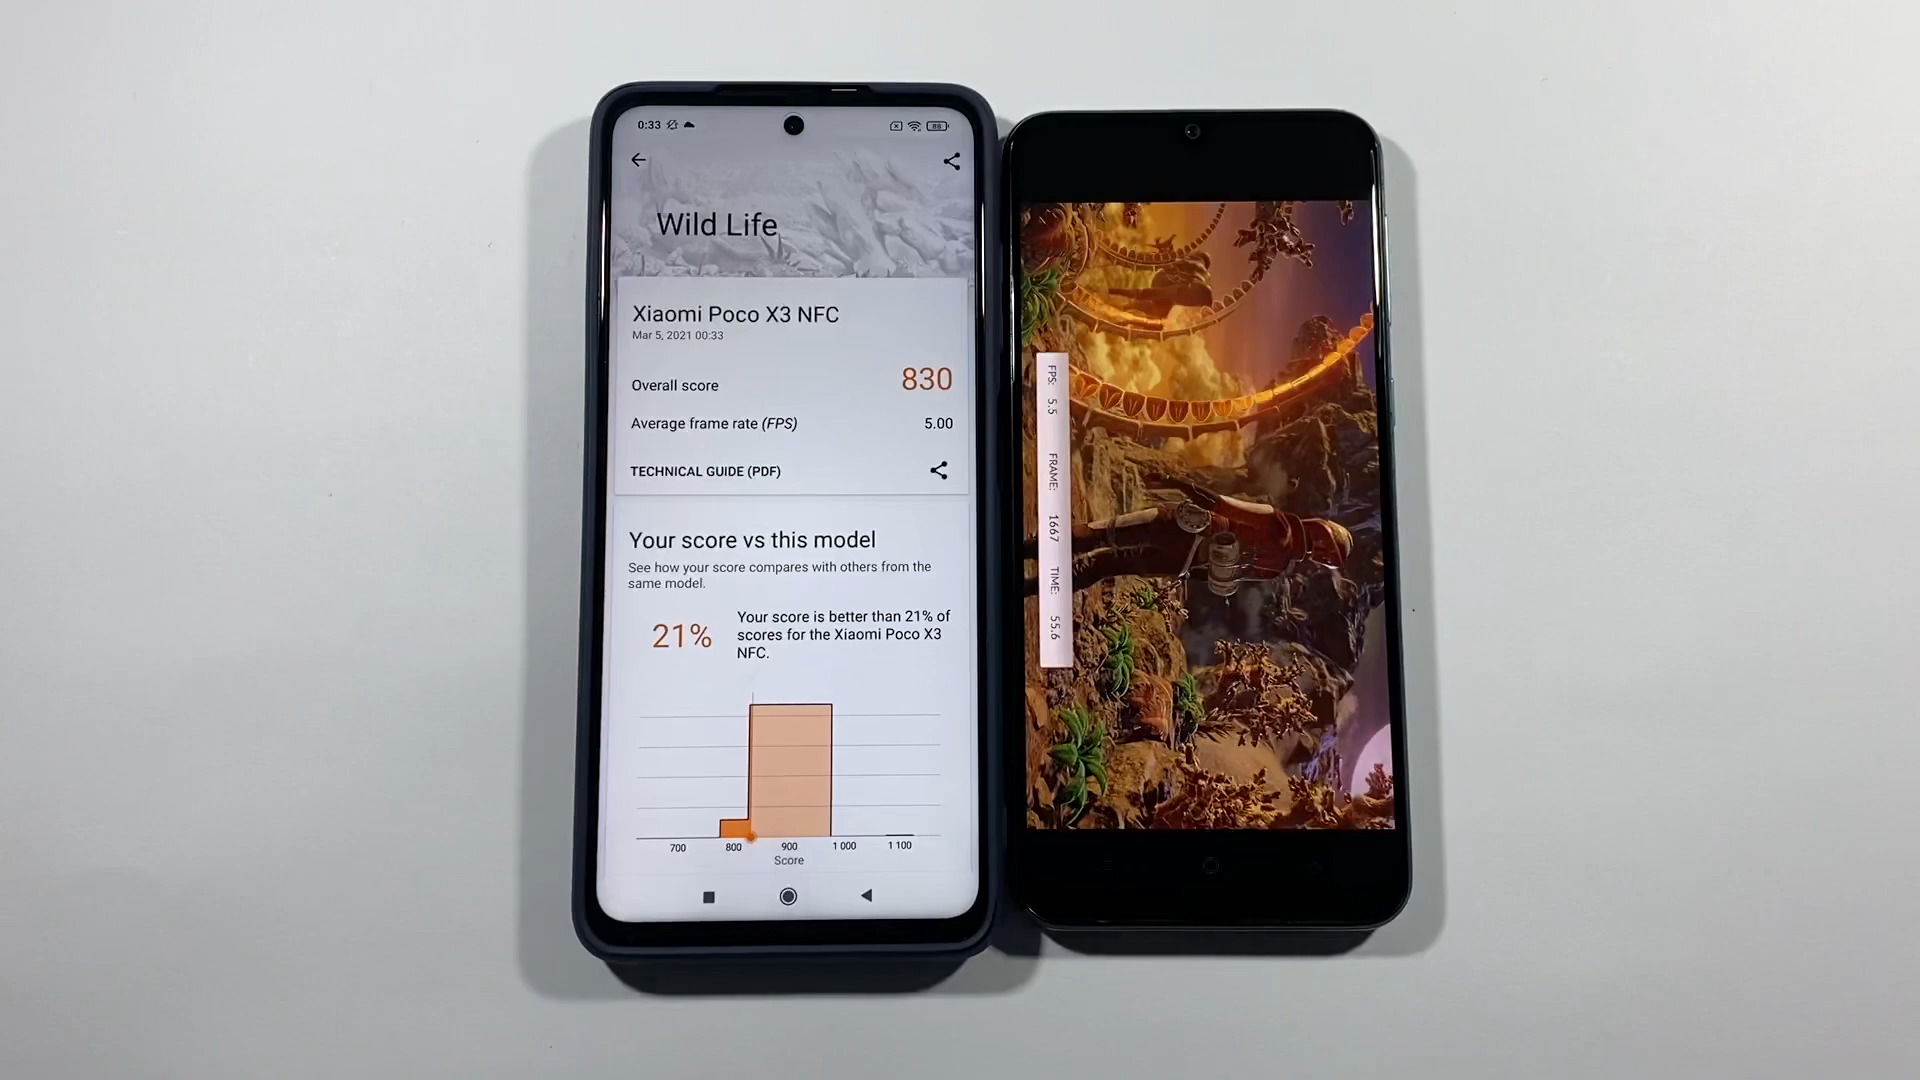 0:33
88
Wild Life
Xiaomi Poco X3 NFC
Mar 5, 2021 00:33
Overall score
830
Average frame rate (FPS)
5.00
TECHNICAL GUIDE (PDF)
Your score vs this model
See how your score compares with others from the
same model.
21%
Your score is better than 21% of
scores for the Xiaomi Poco X3
NFC.
700 800 900 1 000 1 100
Score
FPS: 5.5 FRAME: 1667 TIME: 55.6